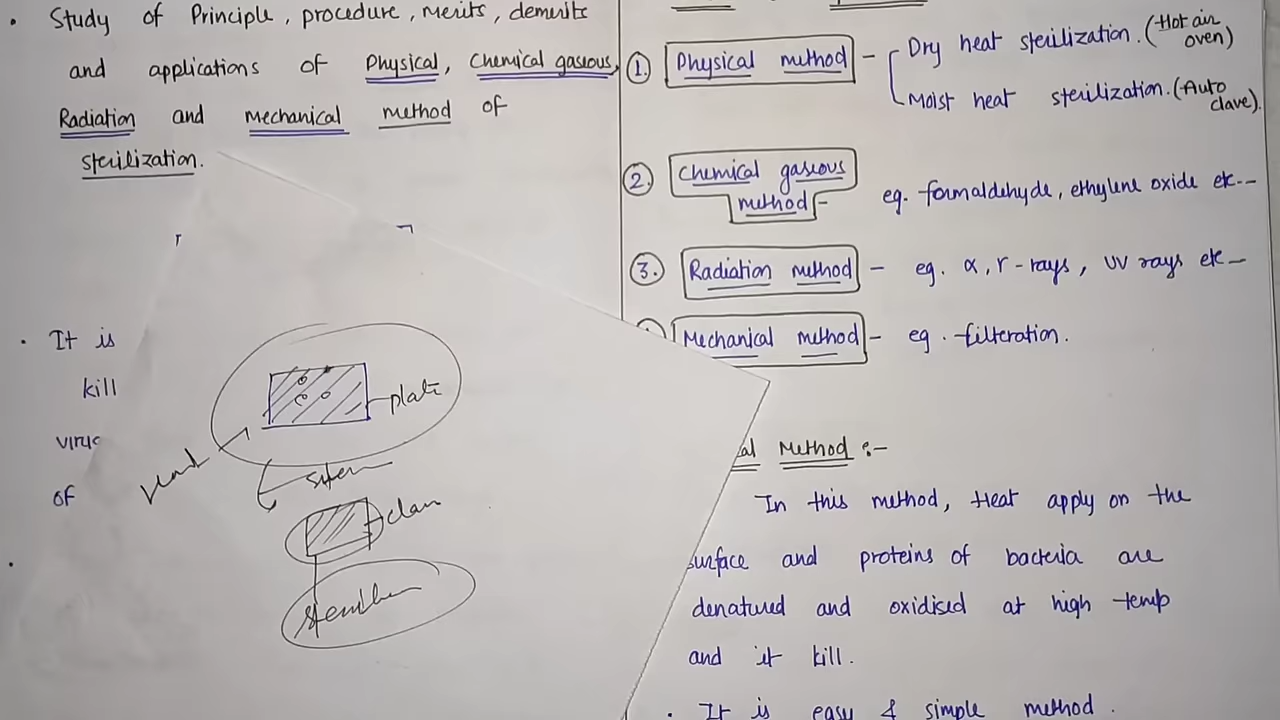 • Study of Principle, procedure, merits, demerits
and applications of Physical, Chemical gaseous,
Radiation and Mechanical method of
sterilization.
• It is
kill
of
plate
①. Physical method – Dry heat sterilization. (Hot air oven)
Moist heat sterilization. (Auto clave).
②. Chemical gaseous
method – eg. formaldehyde, ethylene oxide etc--
③. Radiation method – eg. α, r-rays, UV rays etc–
Mechanical method – eg. filteration.
Method :-
In this method, Heat apply on the
surface and proteins of bacteria are
denatured and oxidised at high temp
and it kill.
• It is easy & simple method.